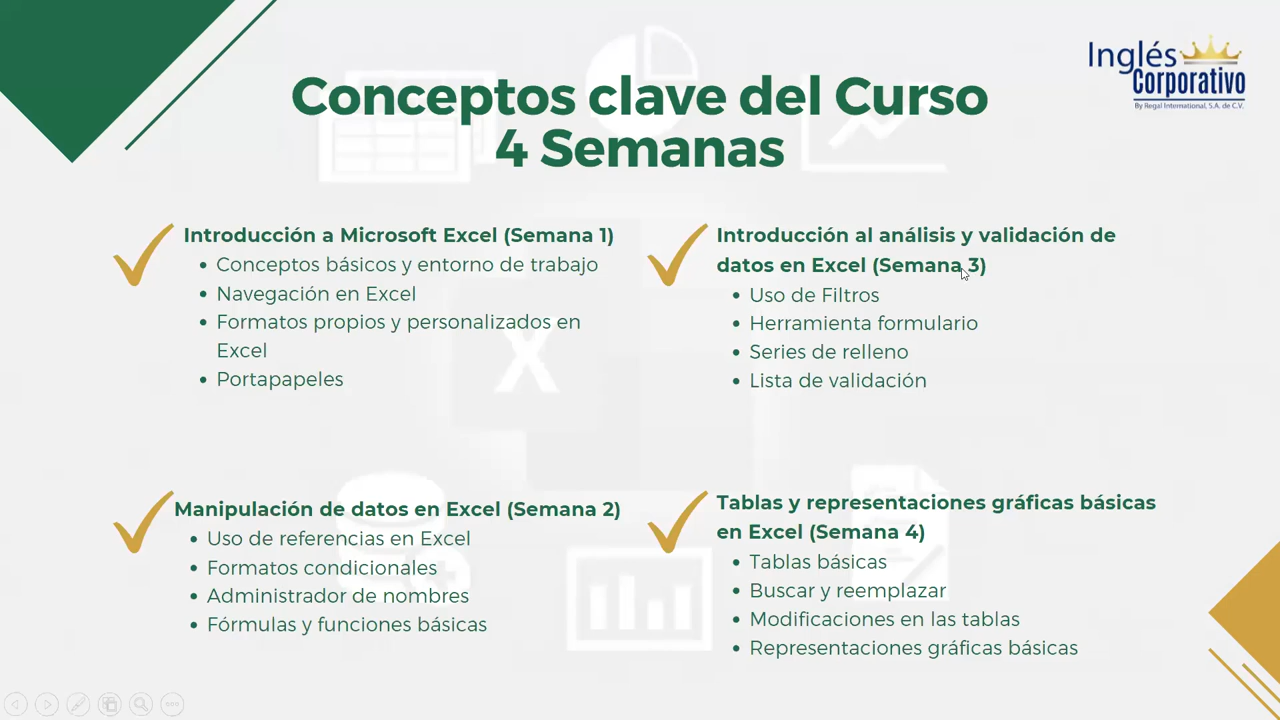 Inglés
Corporativo
By Regal International, S.A. de C.V.
Conceptos clave del Curso
4 Semanas
Introducción a Microsoft Excel (Semana 1)
Conceptos básicos y entorno de trabajo
Navegación en Excel
Formatos propios y personalizados en
Excel
Portapapeles
Introducción al análisis y validación de
datos en Excel (Semana 3)
Uso de Filtros
Herramienta formulario
Series de relleno
Lista de validación
Manipulación de datos en Excel (Semana 2)
Uso de referencias en Excel
Formatos condicionales
Administrador de nombres
Fórmulas y funciones básicas
Tablas y representaciones gráficas básicas
en Excel (Semana 4)
Tablas básicas
Buscar y reemplazar
Modificaciones en las tablas
Representaciones gráficas básicas
X